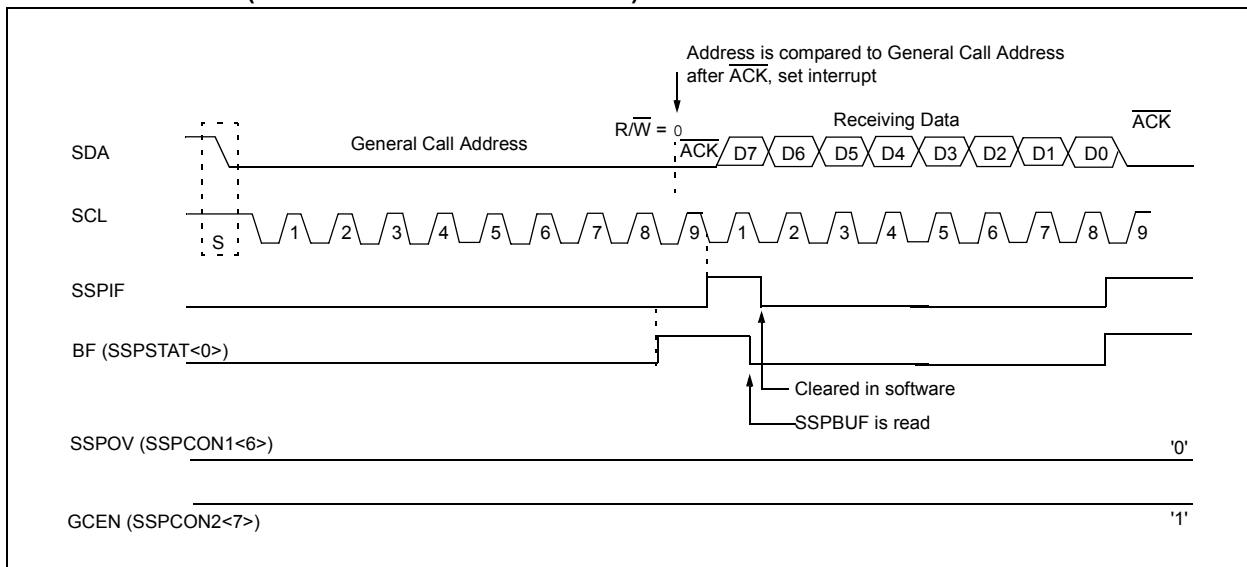 Address is compared to General Call Address
after ACK, set interrupt
R/W = 0
Receiving Data
ACK
SDA
General Call Address
ACK
D7 D6 D5 D4 D3 D2 D1 D0
SCL
S
1 2 3 4 5 6 7 8 9 1 2 3 4 5 6 7 8 9
SSPIF
BF (SSPSTAT<0>)
Cleared in software
SSPBUF is read
SSPOV (SSPCON1<6>)
'0'
GCEN (SSPCON2<7>)
'1'